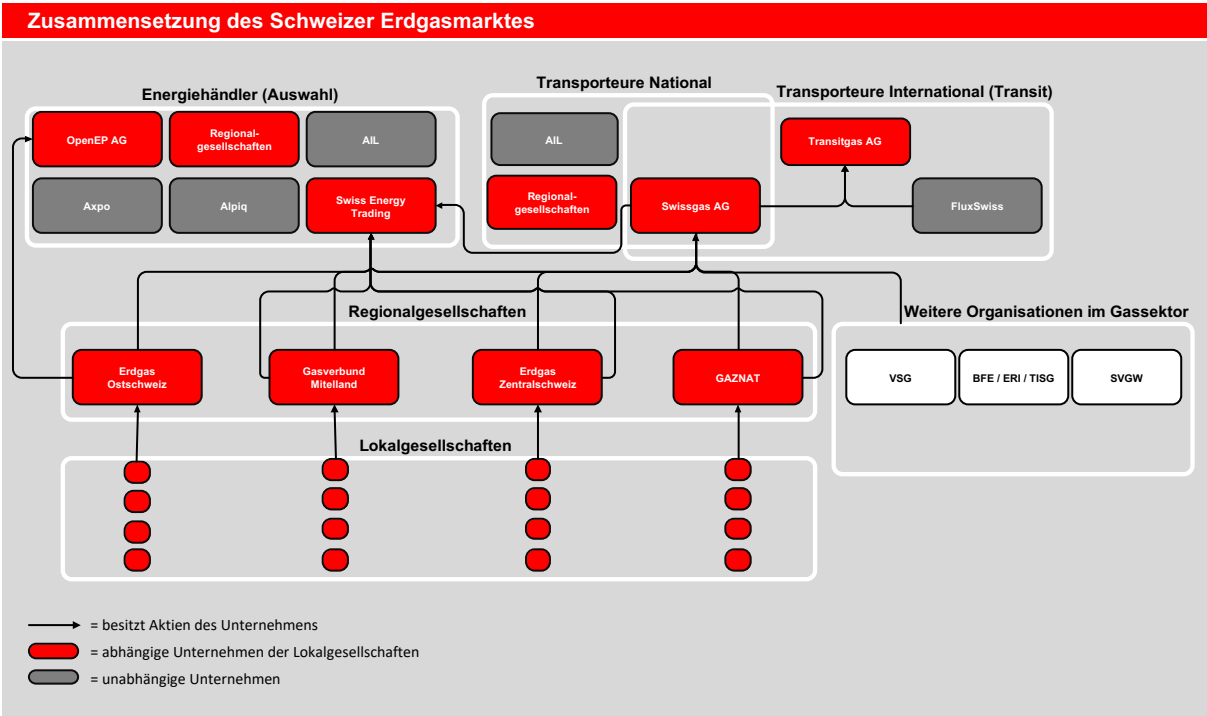 Zusammensetzung des Schweizer Erdgasmarktes
Energiehändler (Auswahl)
OpenEP AG
Regional-
gesellschaften
AIL
Axpo
Alpiq
Swiss Energy
Trading
Transporteure National
AIL
Regional-
gesellschaften
Swissgas AG
Transporteure International (Transit)
Transitgas AG
FluxSwiss
Regionalgesellschaften
Erdgas
Ostschweiz
Gasverbund
Mitelland
Erdgas
Zentralschweiz
GAZNAT
Weitere Organisationen im Gassektor
VSG
BFE / ERI / TISG
SVGW
Lokalgesellschaften
= besitzt Aktien des Unternehmens
= abhängige Unternehmen der Lokalgesellschaften
= unabhängige Unternehmen